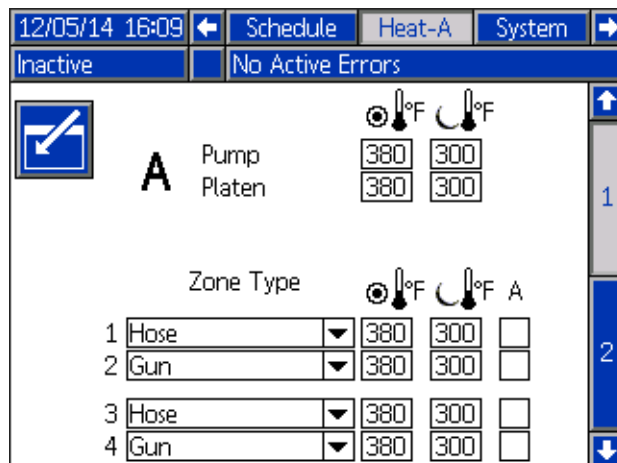 12/05/14 16:09 Schedule Heat-A System
Inactive No Active Errors
°F °F
A Pump 380 300
Platen 380 300
1
Zone Type °F °F A
1 Hose 380 300
2 Gun 380 300
2
3 Hose 380 300
4 Gun 380 300